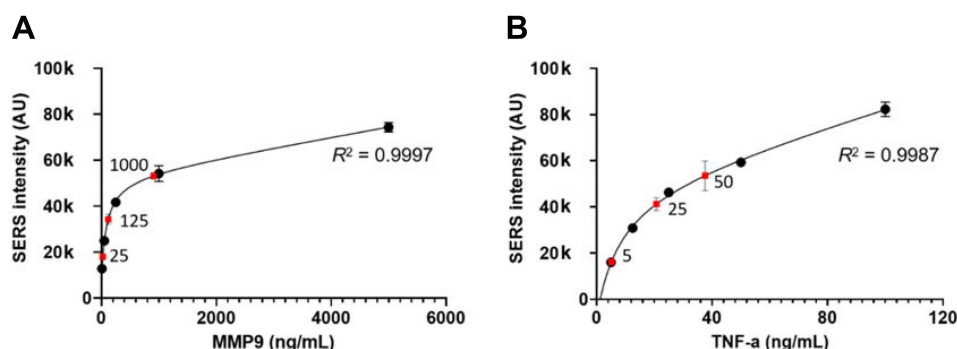 A
100k
80k
60k
40k
20k
0
SERS intensity (AU)
1000
125
25
R² = 0.9997
0 2000 4000 6000
MMP9 (ng/mL)
B
100k
80k
60k
40k
20k
0
SERS intensity (AU)
50
25
5
R² = 0.9987
0 40 80 120
TNF-a (ng/mL)